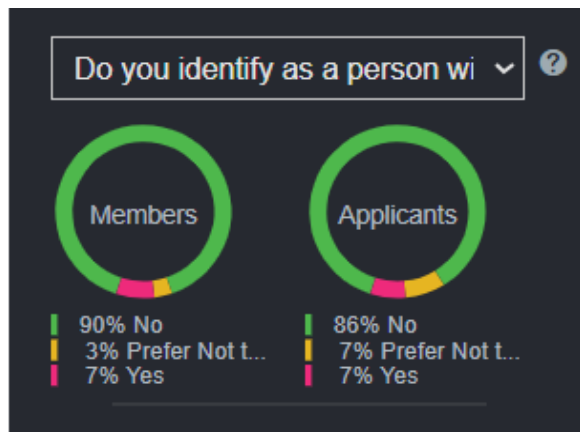 Do you identify as a person wi
?
Members
Applicants
90% No
3% Prefer Not t...
7% Yes
86% No
7% Prefer Not t...
7% Yes